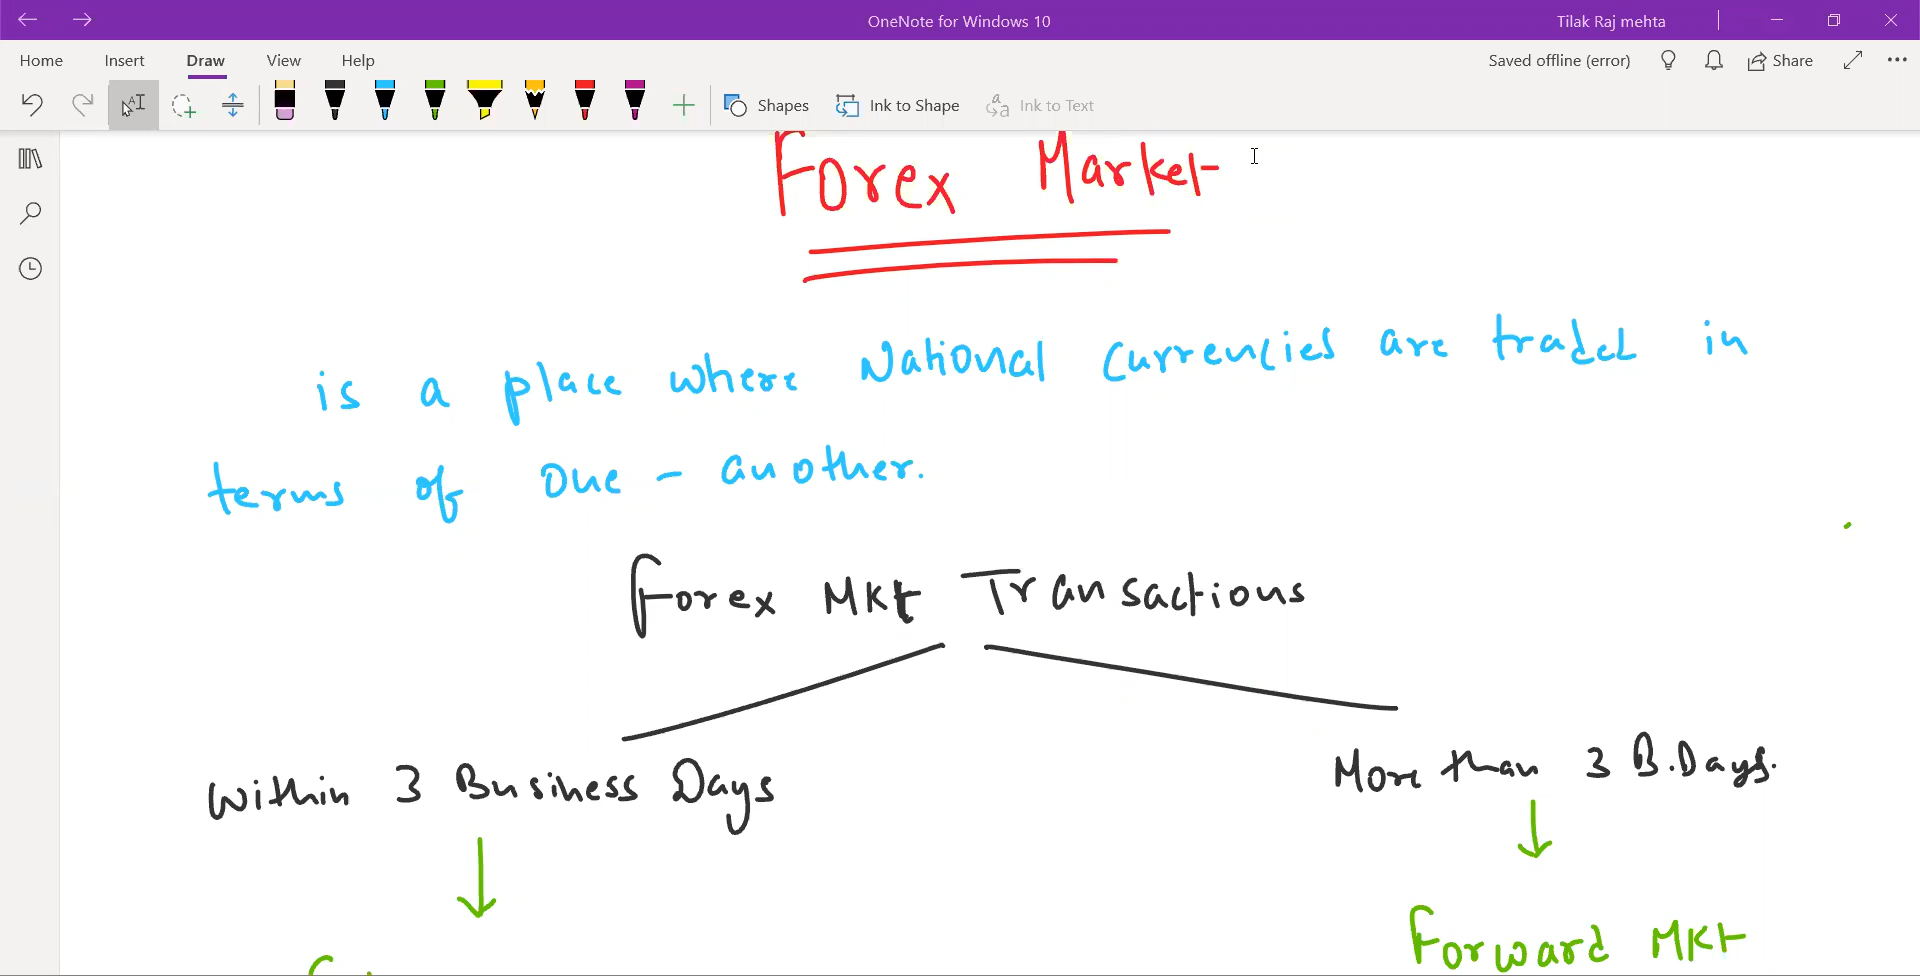 OneNote for Windows 10
Tilak Raj mehta
Home Insert Draw View Help
Saved offline (error) Share
Shapes Ink to Shape Ink to Text
Forex Market
is a place where National Currencies are traded in
terms of one - another.
Forex Mkt Transactions
Within 3 Business Days
More than 3 B.Days.
Forward Mkt